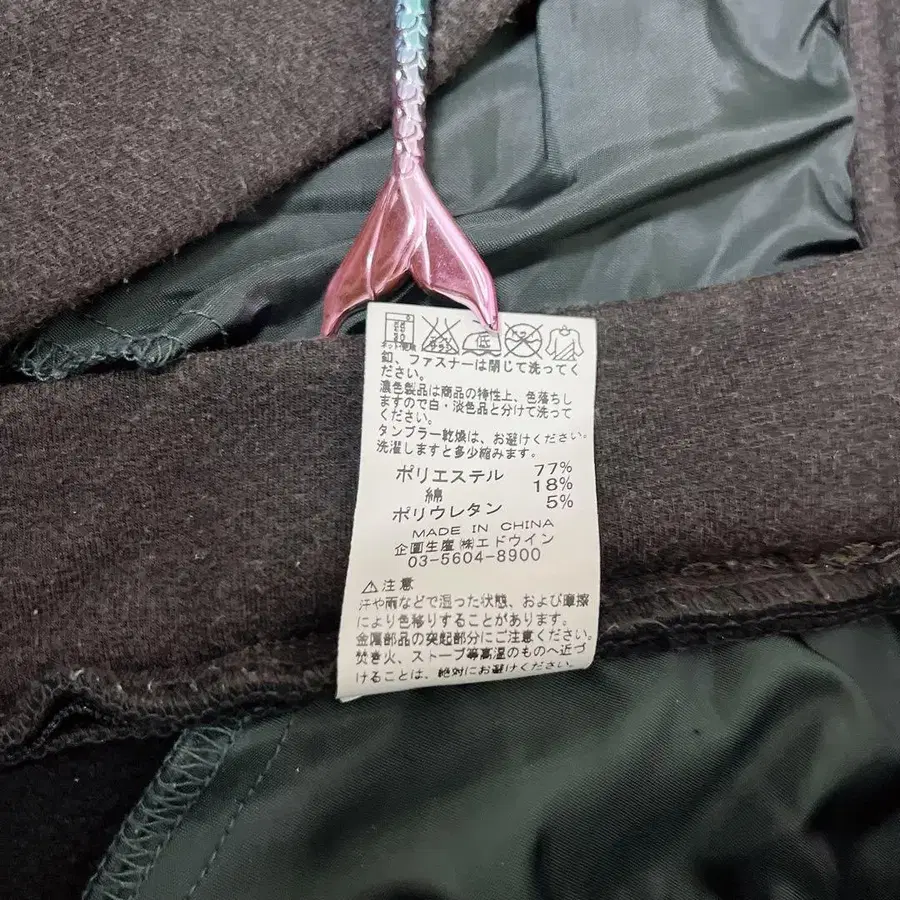 低
ネット使用
釦、ファスナーは閉じて洗ってく
ださい。
濃色製品は商品の特性上、色落ちし
ますので白・淡色品と分けて洗って
ください。
タンブラー乾燥は、お避けください。
洗濯しますと多少縮みます。
ポリエステル 77%
綿 18%
ポリウレタン 5%
MADE IN CHINA
企画生産㈱エドウイン
03-5604-8900
⚠注意
汗や雨などで湿った状態、および摩擦
により色移りすることがあります。
金属部品の突起部分にご注意ください。
焚き火、ストーブ等高温のものへ近づ
けることは、絶対にお避けください。